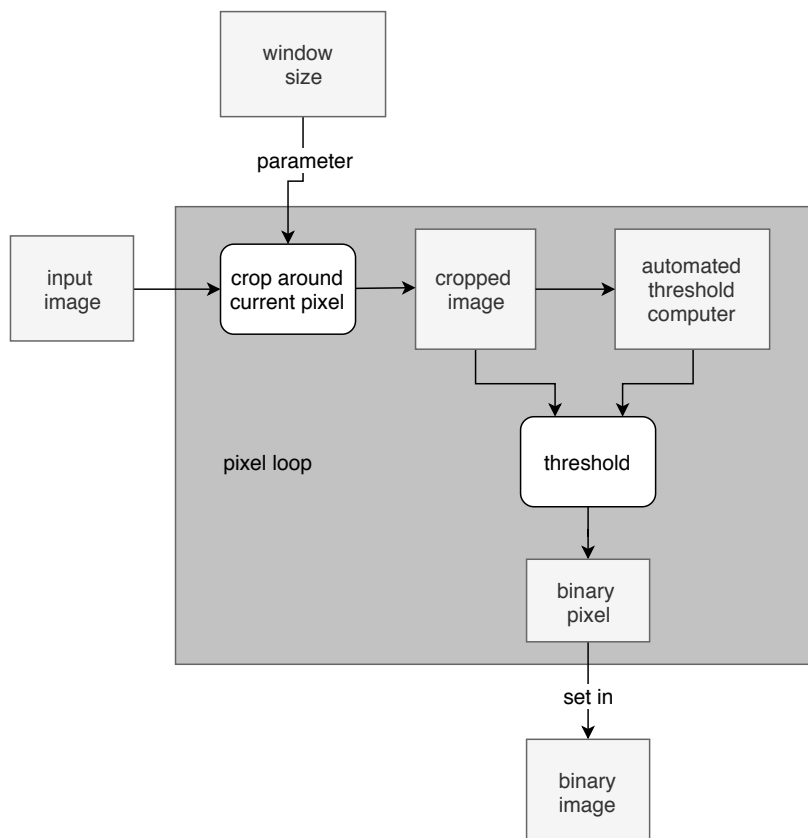 window
size
parameter
input
image
crop around
current pixel
cropped
image
automated
threshold
computer
pixel loop
threshold
binary
pixel
set in
binary
image